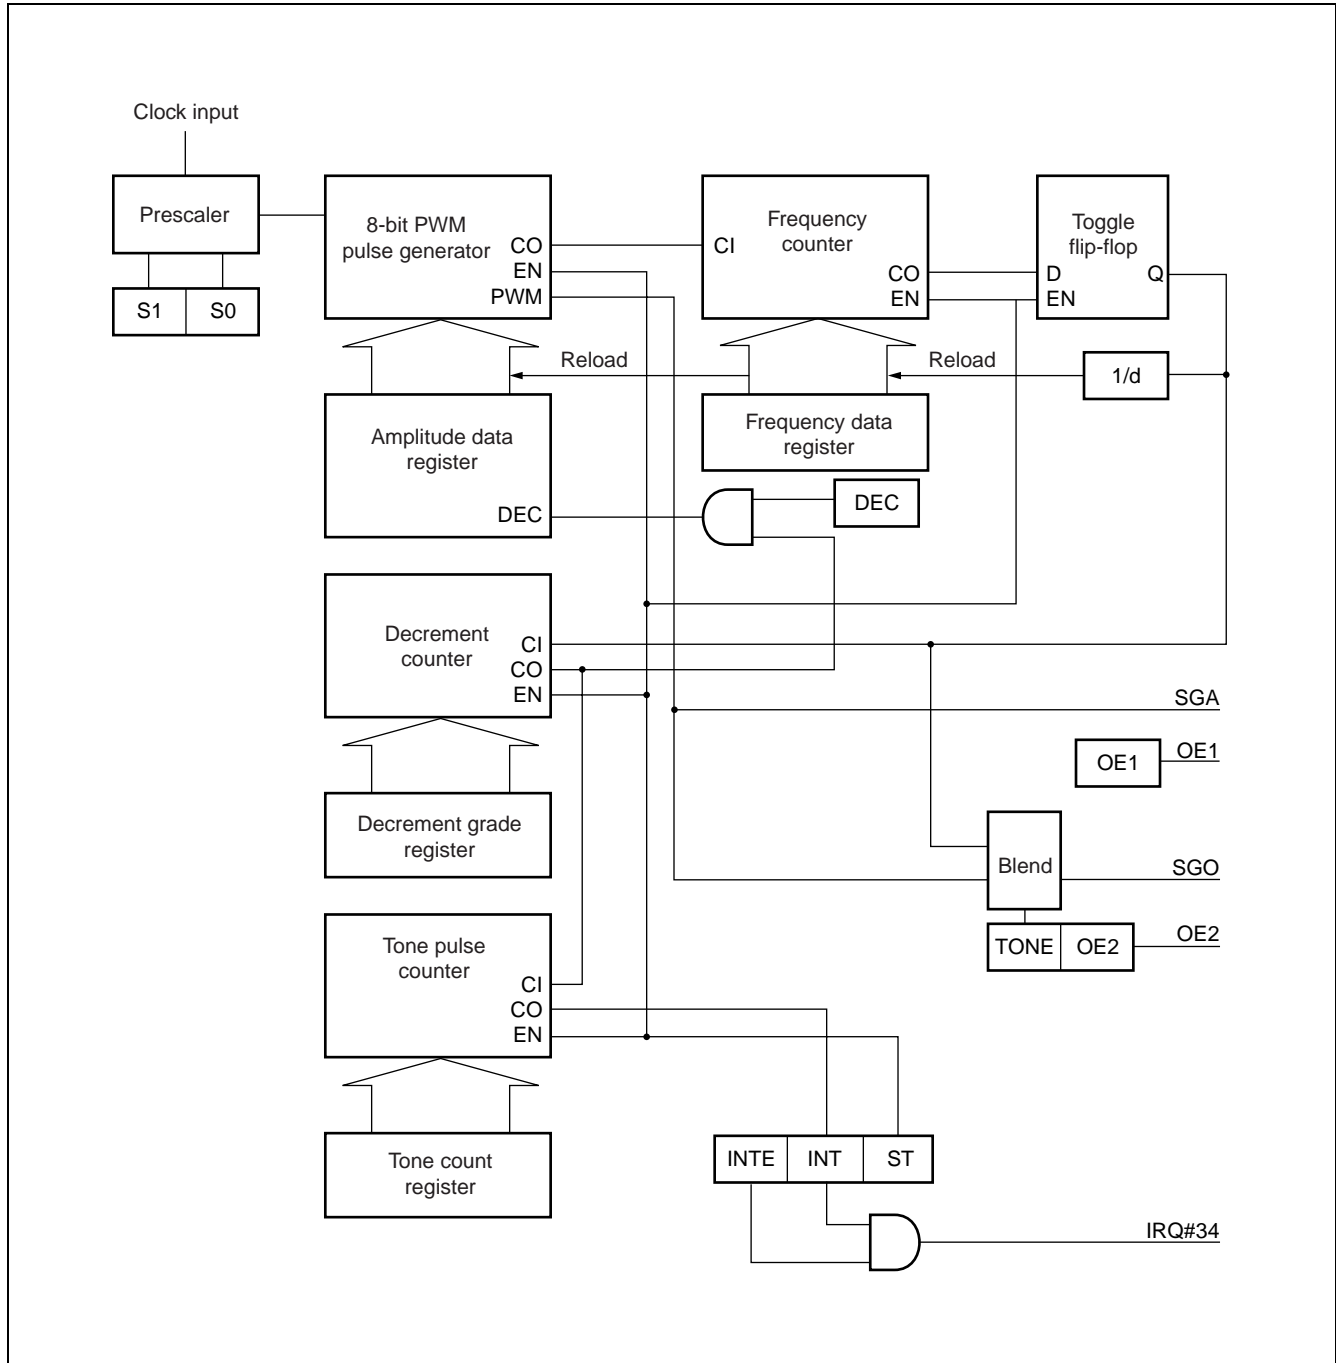 Clock input
Prescaler
S1 S0
8-bit PWM
pulse generator
CO
EN
PWM
Frequency
counter
CI
CO
EN
Toggle
flip-flop
D
Q
EN
Reload
Reload
1/d
Amplitude data
register
DEC
Frequency data
register
DEC
Decrement
counter
CI
CO
EN
SGA
OE1
OE1
Decrement grade
register
Blend
SGO
TONE OE2
OE2
Tone pulse
counter
CI
CO
EN
Tone count
register
INTE INT ST
IRQ#34